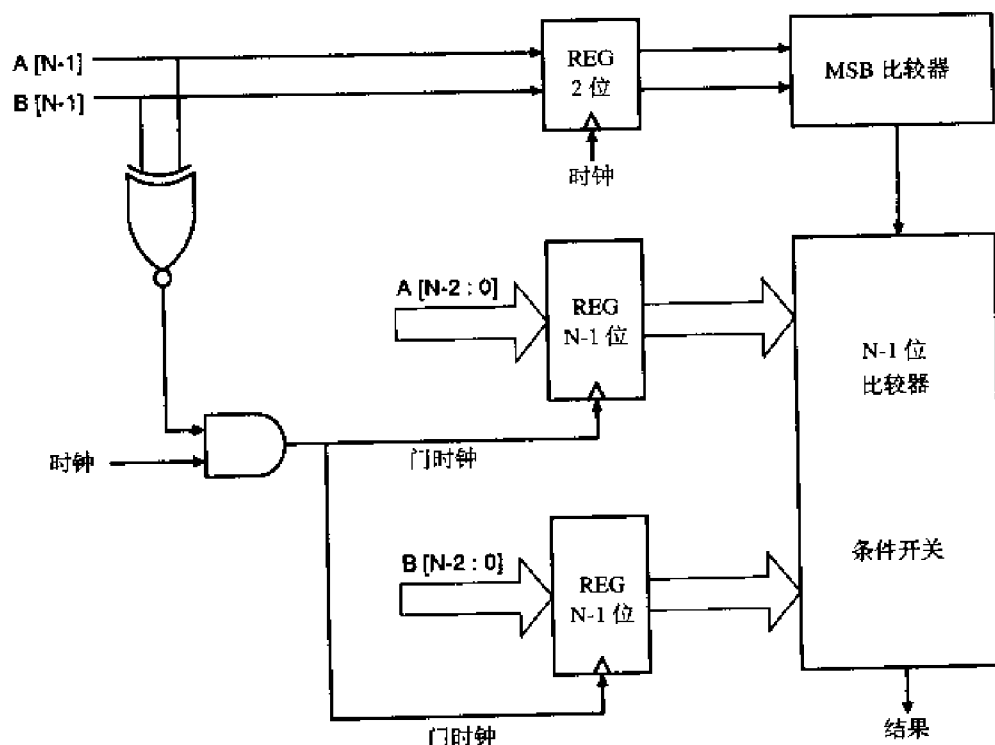 A [N-1]
B [N-1]
REG
2 位
时钟
MSB 比较器
A [N-2 : 0]
REG
N-1 位
N-1 位
比较器
时钟
门时钟
B [N-2 : 0]
REG
N-1 位
条件开关
门时钟
结果